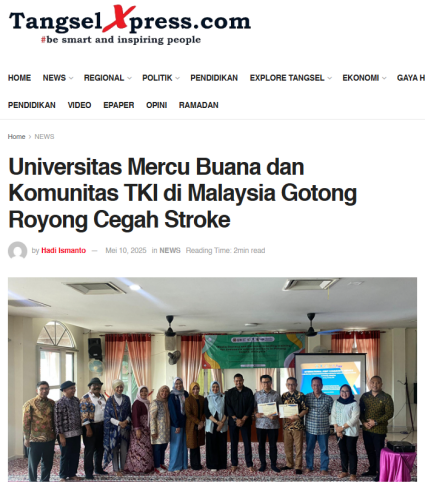 TangselXpress.com
#be smart and inspiring people
HOME NEWS REGIONAL POLITIK PENDIDIKAN EXPLORE TANGSEL EKONOMI GAYA H
PENDIDIKAN VIDEO EPAPER OPINI RAMADAN
Home > NEWS
Universitas Mercu Buana dan
Komunitas TKI di Malaysia Gotong
Royong Cegah Stroke
by Hadi Ismanto — Mei 10, 2025 in NEWS Reading Time: 2min read